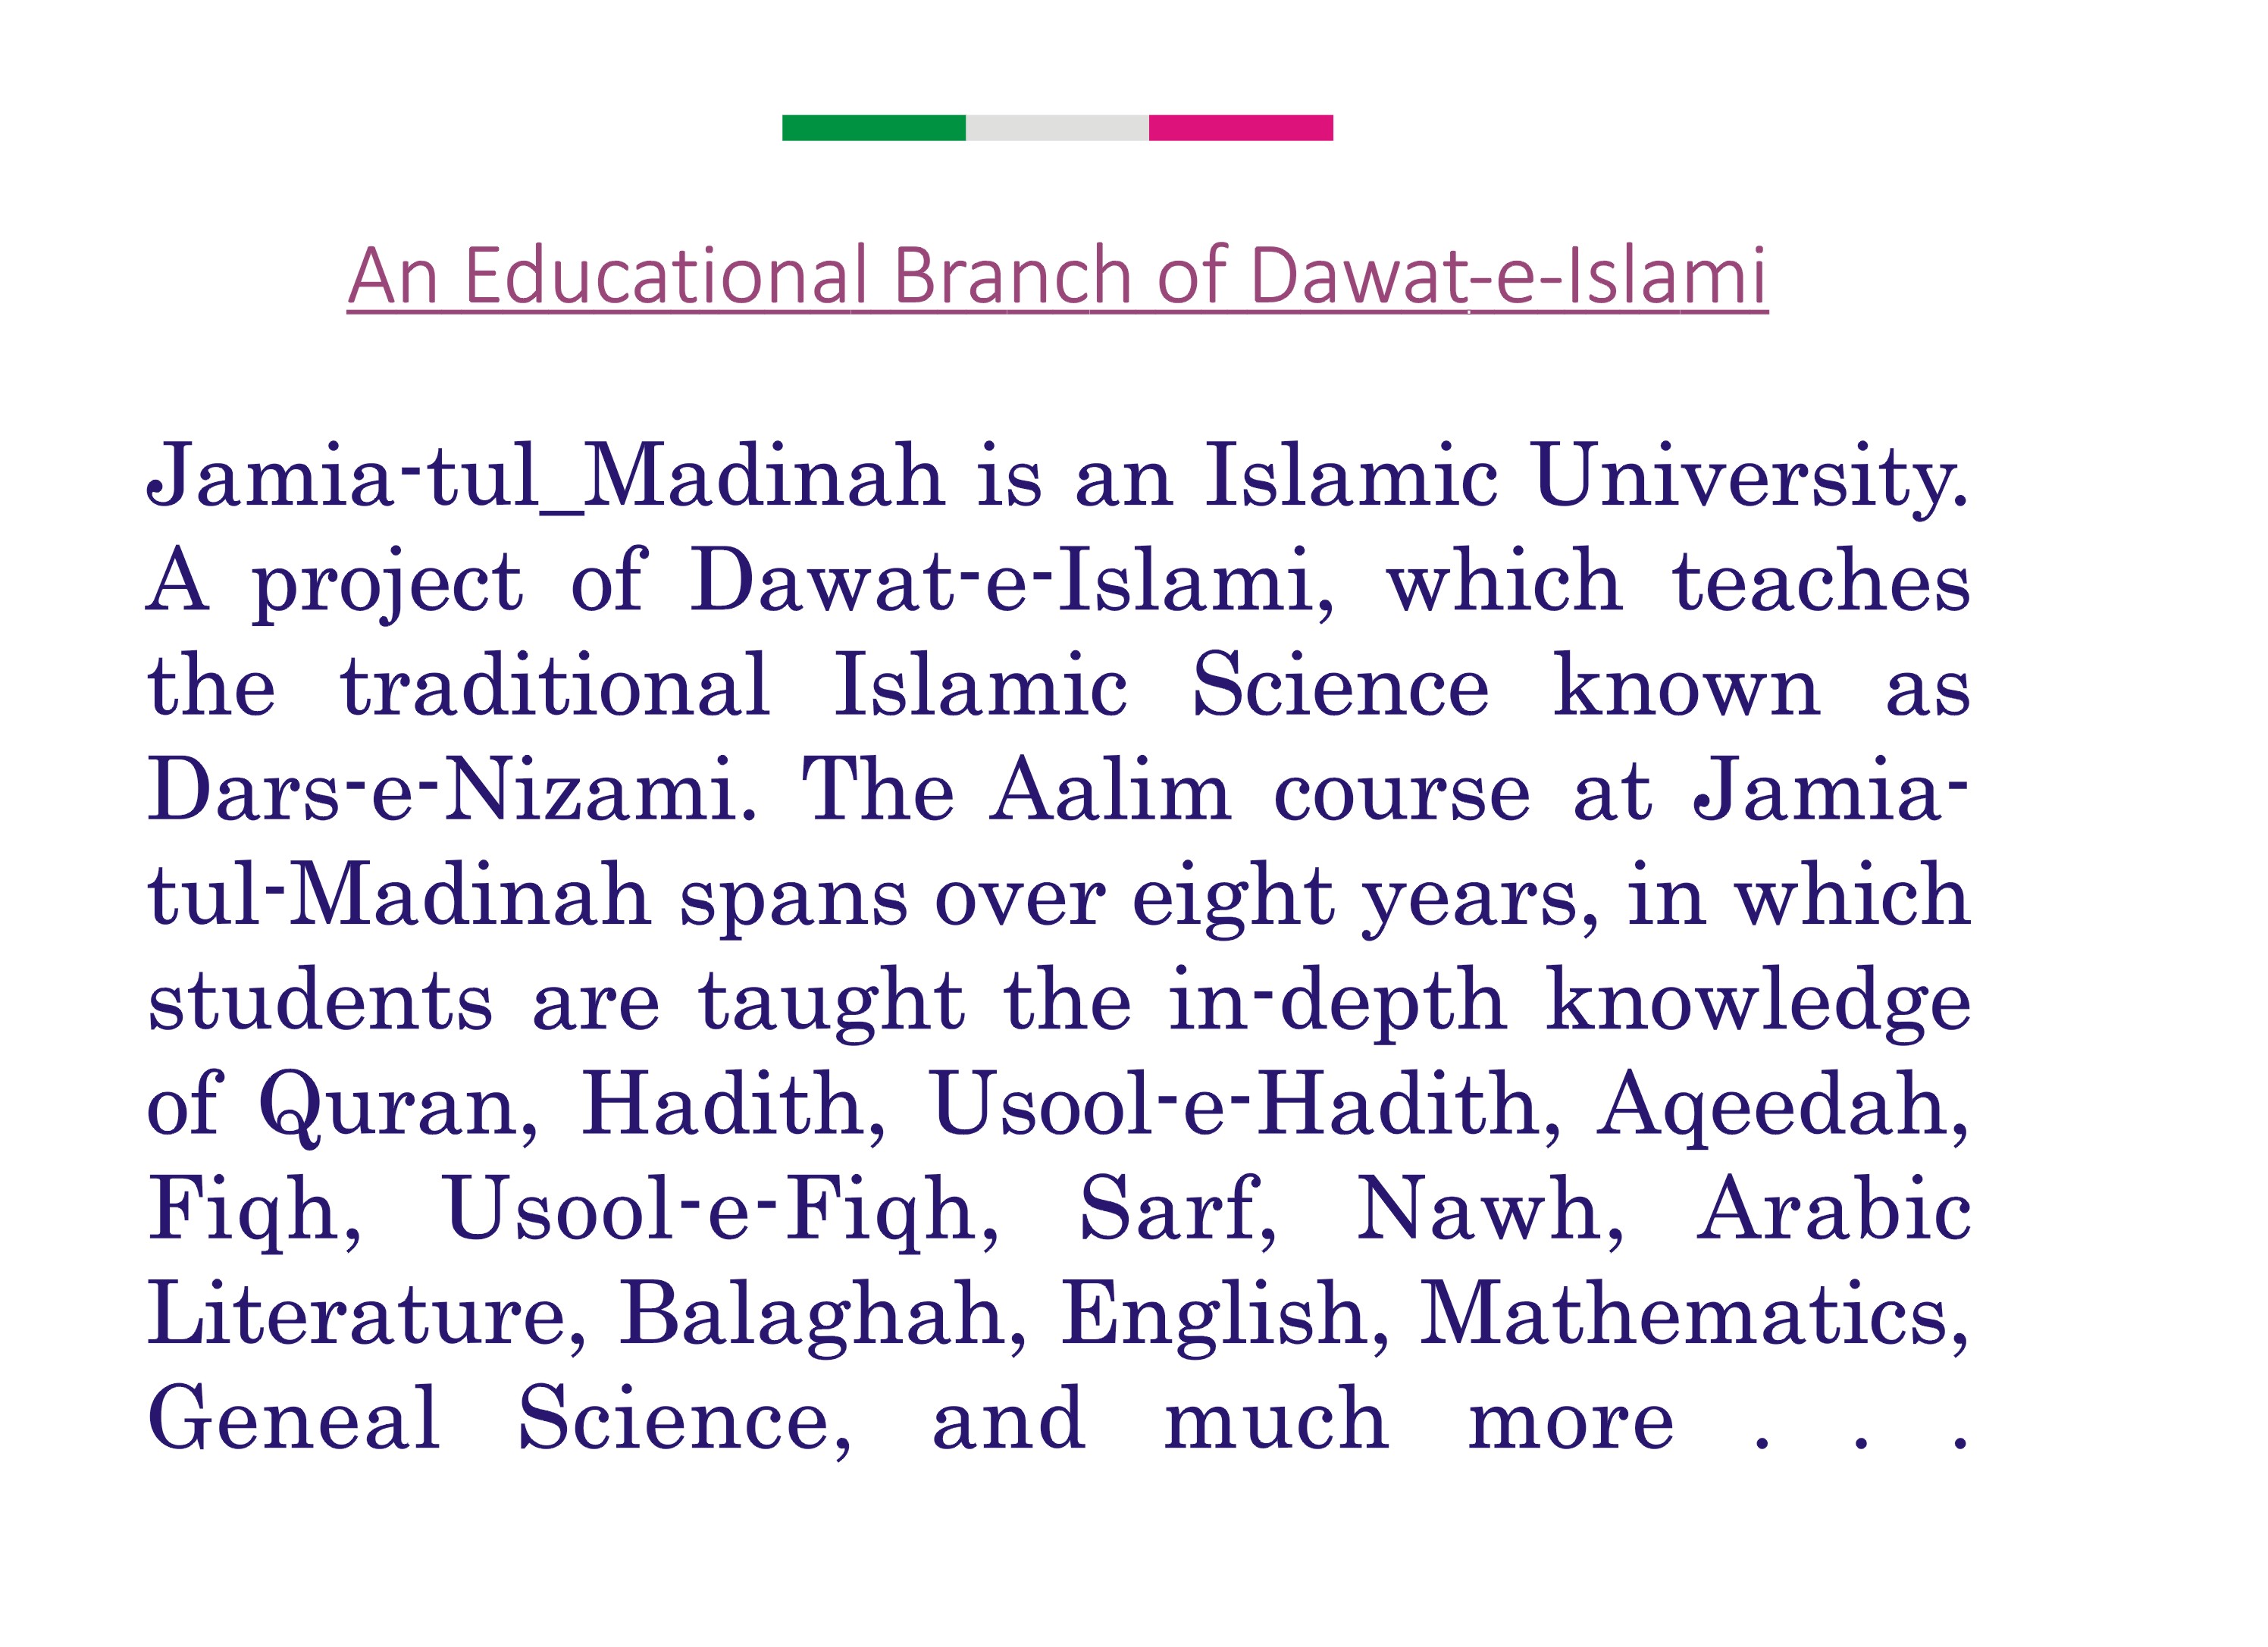 An Educational Branch of Dawat-e-Islami
Jamia-tul_Madinah is an Islamic University.
A project of Dawat-e-Islami, which teaches
the traditional Islamic Science known as
Dars-e-Nizami. The Aalim course at Jamia-
tul-Madinah spans over eight years, in which
students are taught the in-depth knowledge
of Quran, Hadith, Usool-e-Hadith, Aqeedah,
Fiqh, Usool-e-Fiqh, Sarf, Nawh, Arabic
Literature, Balaghah, English, Mathematics,
Geneal Science, and much more . . .